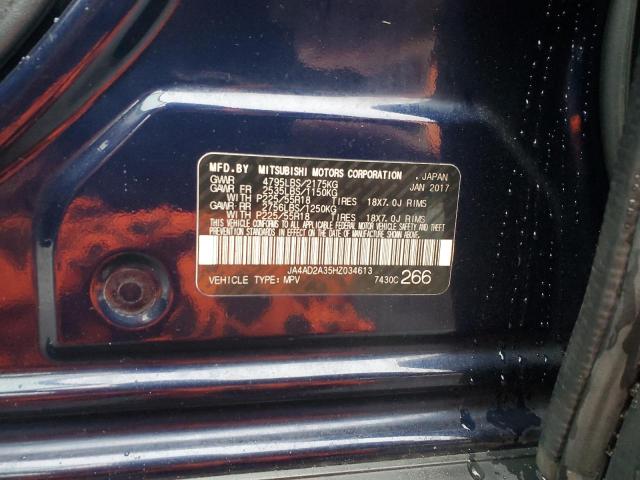 MFD.BY MITSUBISHI MOTORS CORPORATION , JAPAN
GWR 4795LBS/2175KG JAN 2017
GAWR FR 2535LBS/1150KG
WITH P225/55R18 TIRES 18X7.0J RIMS
GAWR RR 2756LBS/1250KG
WITH P225/55R18 TIRES 18X7.0J RIMS
THIS VEHICLE CONFORMS TO ALL APPLICABLE
FEDERAL MOTOR VEHICLE SAFETY, BUMPER, AND THEFT
PREVENTION STANDARDS IN EFFECT ON THE DATE OF
MANUFACTURE SHOWN ABOVE.
JA4AD2A35HZ034613
VEHICLE TYPE: MPV 7430C 266